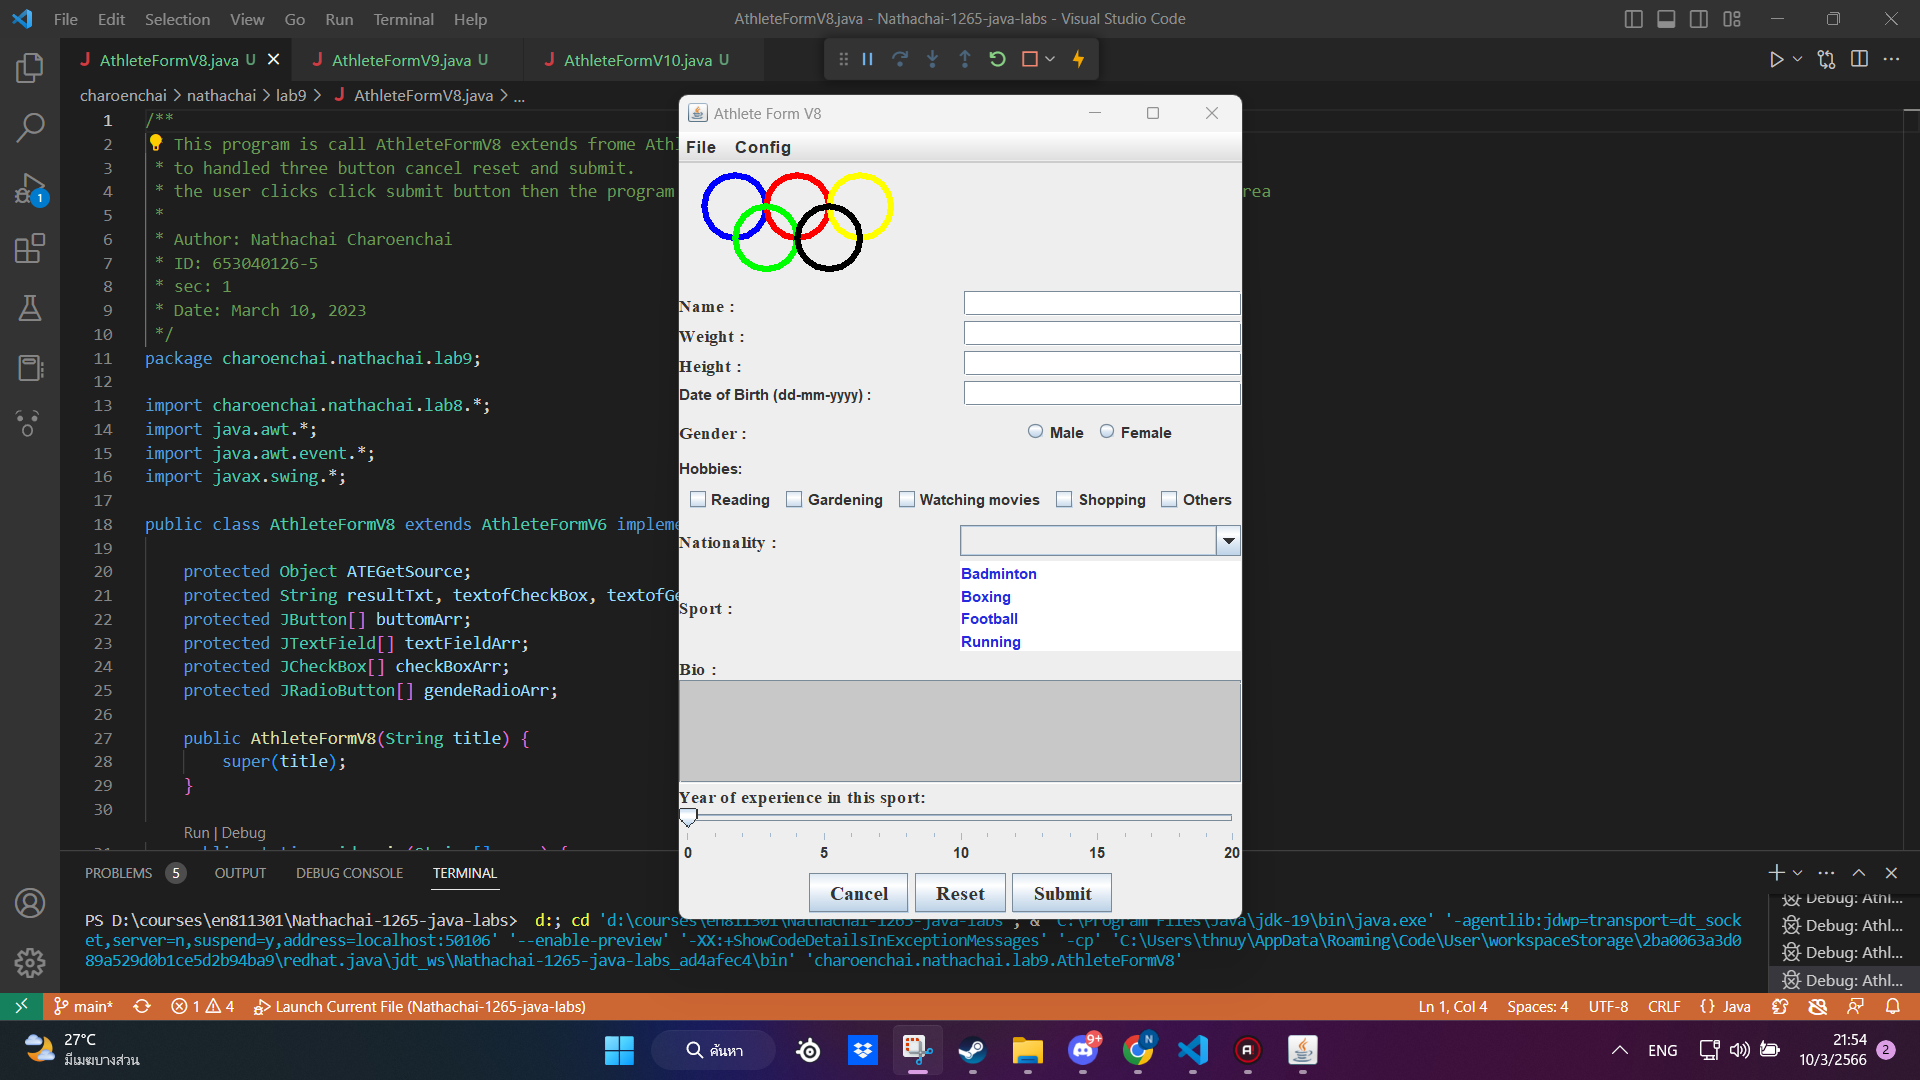 File Edit Selection View Go Run Terminal Help
AthleteFormV8.java - Nathachai-1265-java-labs - Visual Studio Code
J AthleteFormV8.java U
J AthleteFormV9.java U
J AthleteFormV10.java U
charoenchai > nathachai > lab9 > J AthleteFormV8.java > ...
1 /**
2 This program is call AthleteFormV8 extends frome Athl
3 * to handled three button cancel reset and submit.
4 * the user clicks click submit button then the program rea
5 *
6 * Author: Nathachai Charoenchai
7 * ID: 653040126-5
8 * sec: 1
9 * Date: March 10, 2023
10 */
11 package charoenchai.nathachai.lab9;
12
13 import charoenchai.nathachai.lab8.*;
14 import java.awt.*;
15 import java.awt.event.*;
16 import javax.swing.*;
17
18 public class AthleteFormV8 extends AthleteFormV6 impleme
19
20 protected Object ATEGetSource;
21 protected String resultTxt, textofCheckBox, textofGe
22 protected JButton[] buttomArr;
23 protected JTextField[] textFieldArr;
24 protected JCheckBox[] checkBoxArr;
25 protected JRadioButton[] gendeRadioArr;
26
27 public AthleteFormV8(String title) {
28 super(title);
29 }
30
Run | Debug
1
Athlete Form V8
File Config
Name :
Weight :
Height :
Date of Birth (dd-mm-yyyy) :
Gender : Male Female
Hobbies:
Reading Gardening Watching movies Shopping Others
Nationality :
Sport :
Badminton
Boxing
Football
Running
Bio :
Year of experience in this sport:
0 5 10 15 20
Cancel Reset Submit
PROBLEMS 5 OUTPUT DEBUG CONSOLE TERMINAL
PS D:\courses\en811301\Nathachai-1265-java-labs> d:; cd 'd:\courses\en811301\Nathachai-1265-java-labs'; & 'C:\Program Files\Java\jdk-19\bin\java.exe' '-agentlib:jdwp=transport=dt_sock
et,server=n,suspend=y,address=localhost:50106' '--enable-preview' '-XX:+ShowCodeDetailsInExceptionMessages' '-cp' 'C:\Users\thnuy\AppData\Roaming\Code\User\workspaceStorage\2ba0063a3d0
89a529d0b1ce5d2b94ba9\redhat.java\jdt_ws\Nathachai-1265-java-labs_ad4afec4\bin' 'charoenchai.nathachai.lab9.AthleteFormV8'
Debug: Athl...
Debug: Athl...
Debug: Athl...
Debug: Athl...
main* 1 4 Launch Current File (Nathachai-1265-java-labs)
Ln 1, Col 4 Spaces: 4 UTF-8 CRLF {} Java
27°C
มีเมฆบางส่วน
ค้นหา
9+
N
ENG
21:54
10/3/2566
2